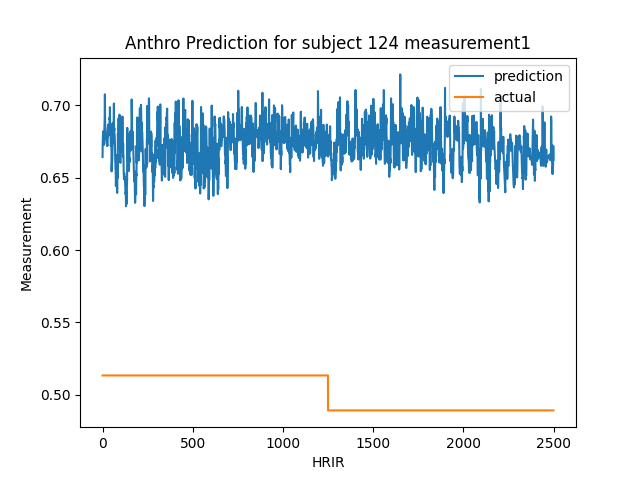 Anthro Prediction for subject 124 measurement1
prediction
actual
0.70
0.65
0.60
0.55
0.50
Measurement
0
500
1000
1500
2000
2500
HRIR